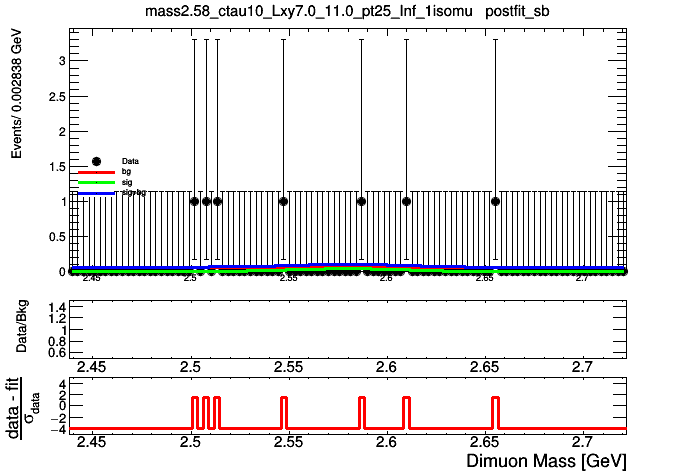 mass2.58_ctau10_Lxy7.0_11.0_pt25_Inf_1isomu postfit_sb
Events/ 0.002838 GeV
3
2.5
2
1.5
1
0.5
0
Data
bg
sig
sig+bg
2.45 2.5 2.55 2.6 2.65 2.7
Data/Bkg
1.4
1.2
1
0.8
0.6
2.45 2.5 2.55 2.6 2.65 2.7
data - fit
σdata
4
2
0
−2
−4
2.45 2.5 2.55 2.6 2.65 2.7
Dimuon Mass [GeV]